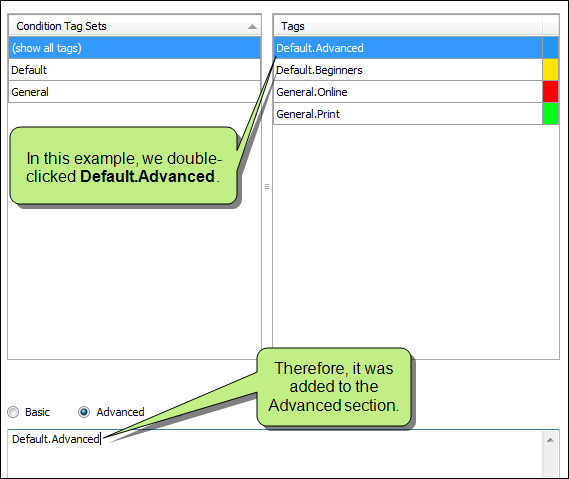 Condition Tag Sets
Tags
(show all tags)
Default.Advanced
Default
Default.Beginners
General
General.Online
General.Print
In this example, we double-
clicked Default.Advanced.
Therefore, it was
added to the
Advanced section.
Basic
Advanced
Default.Advanced